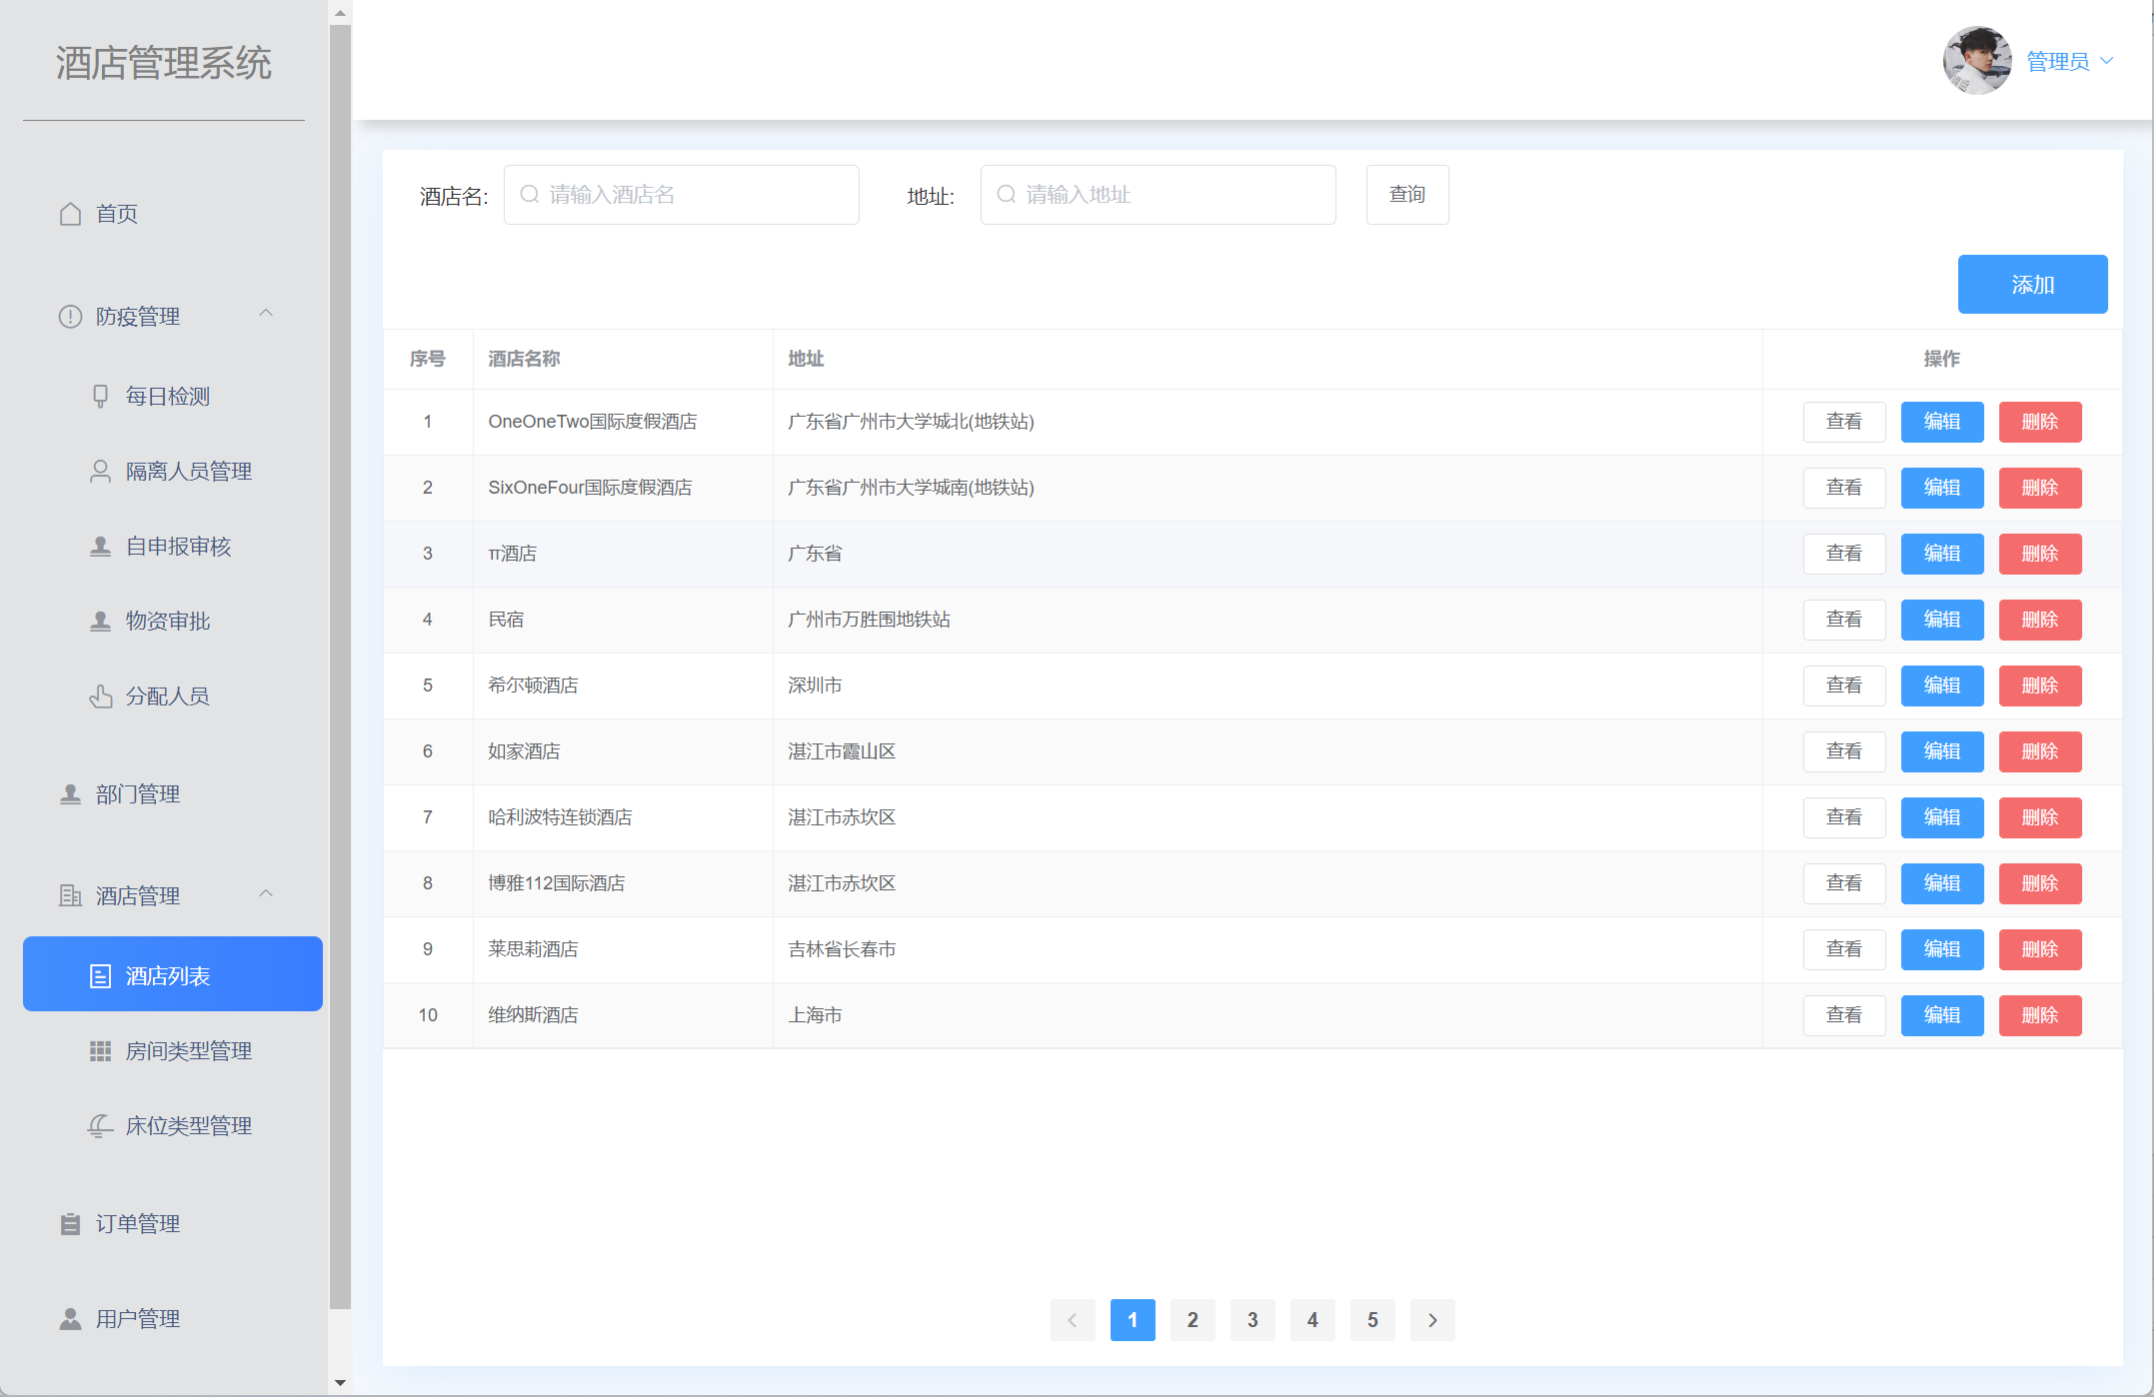 酒店管理系统
管理员
首页
防疫管理
每日检测
隔离人员管理
自申报审核
物资审批
分配人员
部门管理
酒店管理
酒店列表
房间类型管理
床位类型管理
订单管理
用户管理
酒店名: 请输入酒店名 地址: 请输入地址 查询
添加
序号 酒店名称 地址 操作
1 OneOneTwo国际度假酒店 广东省广州市大学城北(地铁站) 查看 编辑 删除
2 SixOneFour国际度假酒店 广东省广州市大学城南(地铁站) 查看 编辑 删除
3 π酒店 广东省 查看 编辑 删除
4 民宿 广州市万胜围地铁站 查看 编辑 删除
5 希尔顿酒店 深圳市 查看 编辑 删除
6 如家酒店 湛江市霞山区 查看 编辑 删除
7 哈利波特连锁酒店 湛江市赤坎区 查看 编辑 删除
8 博雅112国际酒店 湛江市赤坎区 查看 编辑 删除
9 莱思莉酒店 吉林省长春市 查看 编辑 删除
10 维纳斯酒店 上海市 查看 编辑 删除
1 2 3 4 5